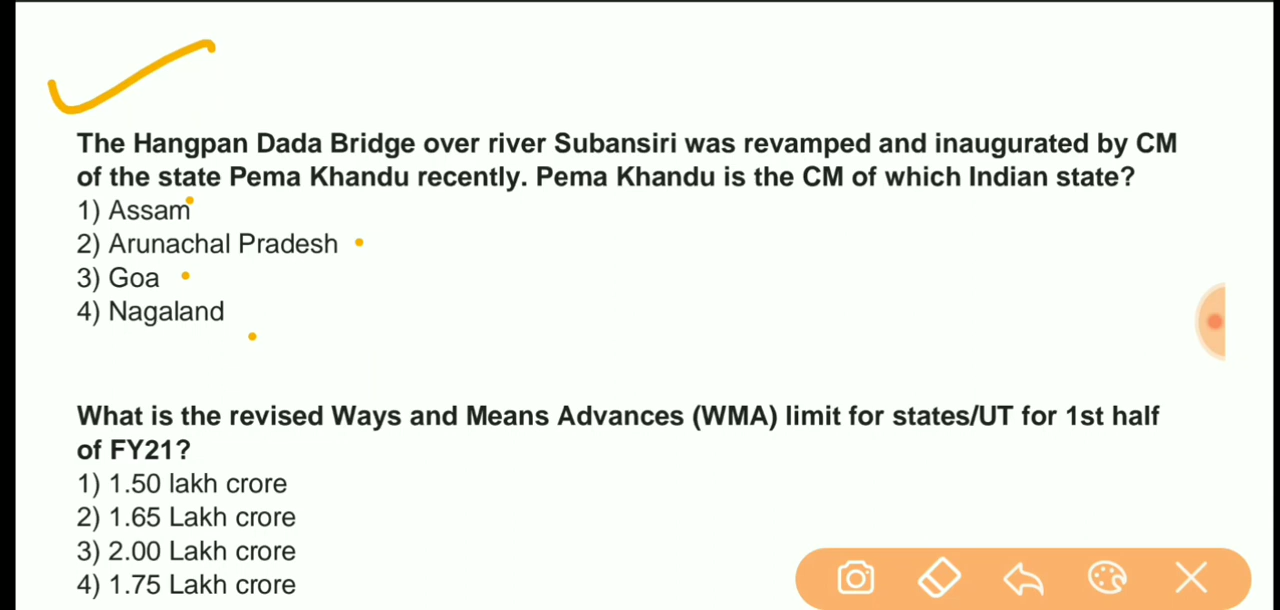 The Hangpan Dada Bridge over river Subansiri was revamped and inaugurated by CM
of the state Pema Khandu recently. Pema Khandu is the CM of which Indian state?
1) Assam
2) Arunachal Pradesh
3) Goa
4) Nagaland
What is the revised Ways and Means Advances (WMA) limit for states/UT for 1st half
of FY21?
1) 1.50 lakh crore
2) 1.65 Lakh crore
3) 2.00 Lakh crore
4) 1.75 Lakh crore